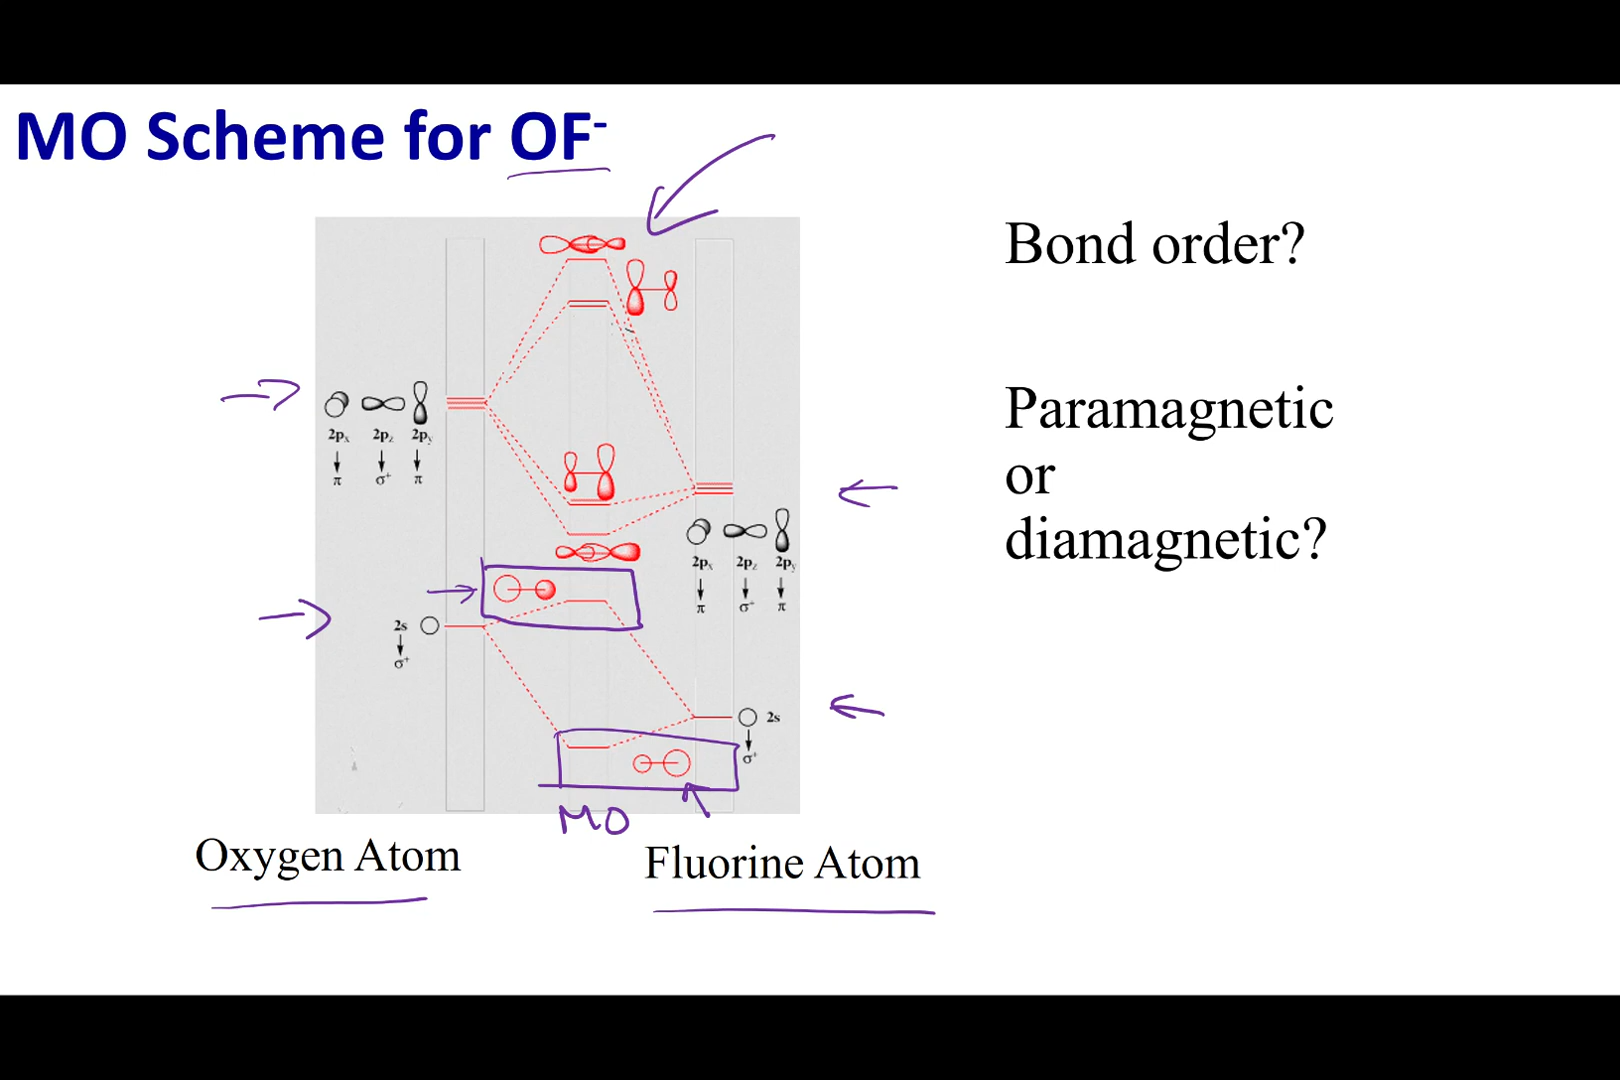 MO Scheme for OF⁻
Bond order?
Paramagnetic
or
diamagnetic?
2pₓ 2p_z 2p_y
π σ⁺ π
2pₓ 2p_z 2p_y
π σ⁺ π
2s
σ⁺
2s
σ⁺
MO
Oxygen Atom
Fluorine Atom